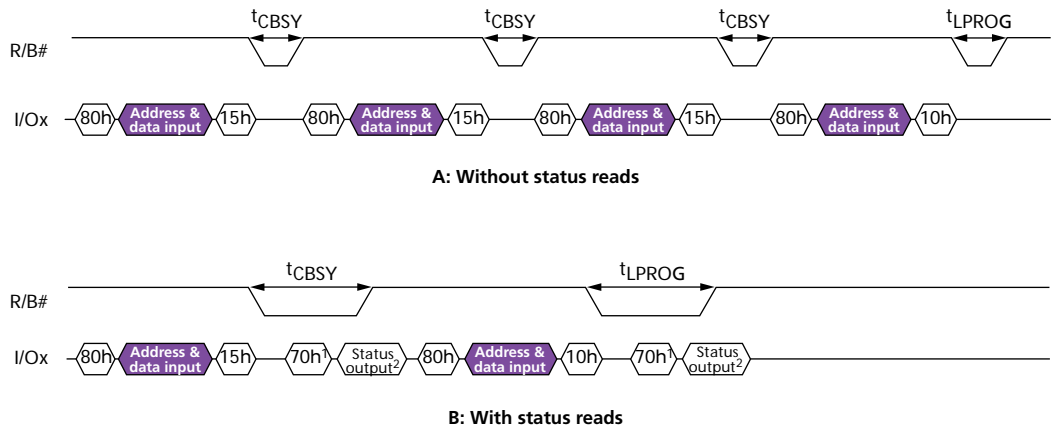 tCBSY tCBSY tCBSY tLPROG
R/B#
I/Ox 80h Address & data input 15h 80h Address & data input 15h 80h Address & data input 15h 80h Address & data input 10h
A: Without status reads
tCBSY tLPROG
R/B#
I/Ox 80h Address & data input 15h 70h1 Status output2 80h Address & data input 10h 70h1 Status output2
B: With status reads